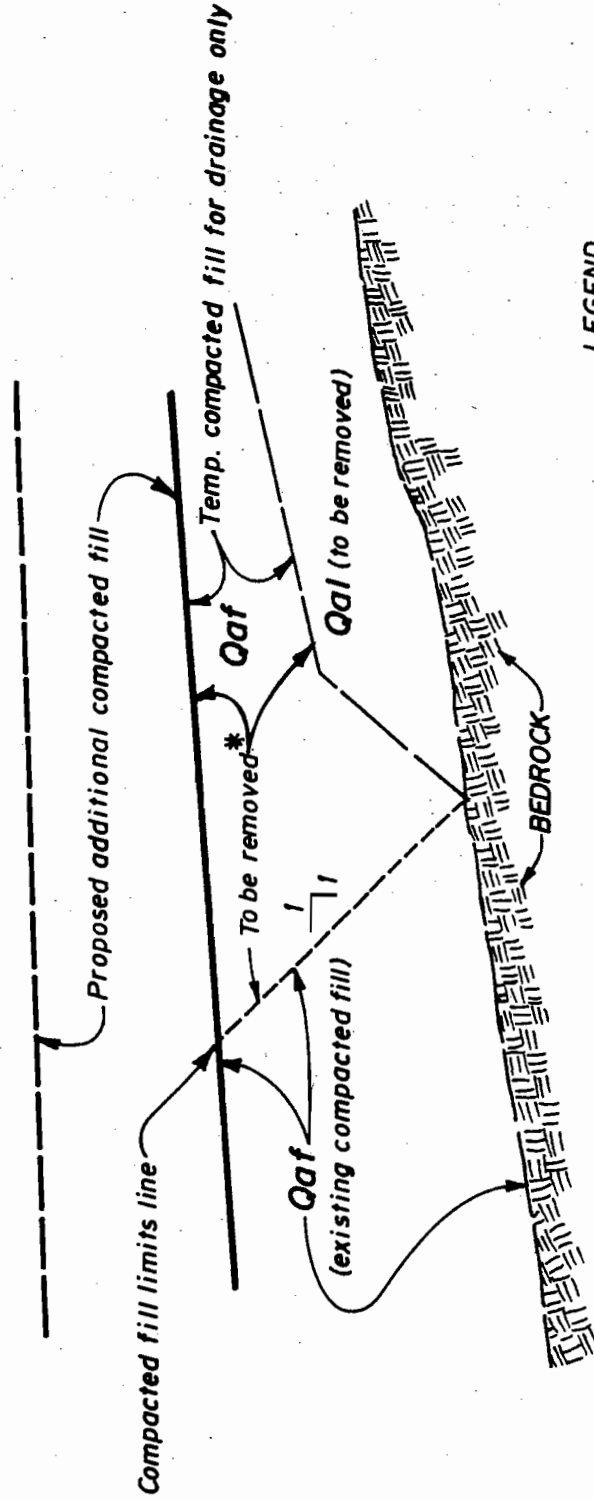 Proposed additional compacted fill
Compacted fill limits line
Temp. compacted fill for drainage only
Qaf
To be removed*
1
1
Qal (to be removed)
Qaf
(existing compacted fill)
BEDROCK
LEGEND